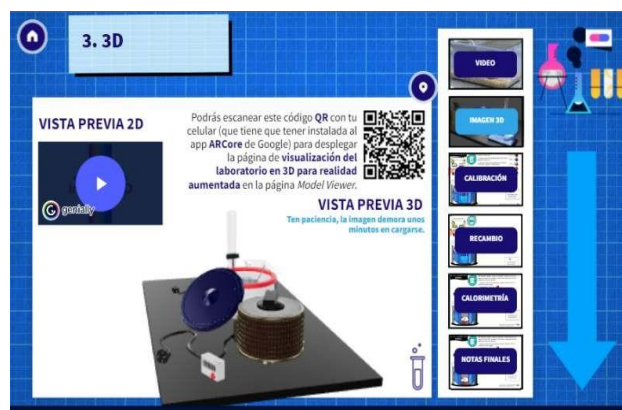 3. 3D
VISTA PREVIA 2D
genially
Podrás escanear este código QR con tu
celular (que tiene que tener instalada al
app ARCore de Google) para desplegar
la página de visualización del
laboratorio en 3D para realidad
aumentada en la página Model Viewer.
VISTA PREVIA 3D
Ten paciencia, la imagen demora unos
minutos en cargarse.
VIDEO
IMAGEN 3D
CALIBRACIÓN
RECAMBIO
CALORIMETRÍA
NOTAS FINALES